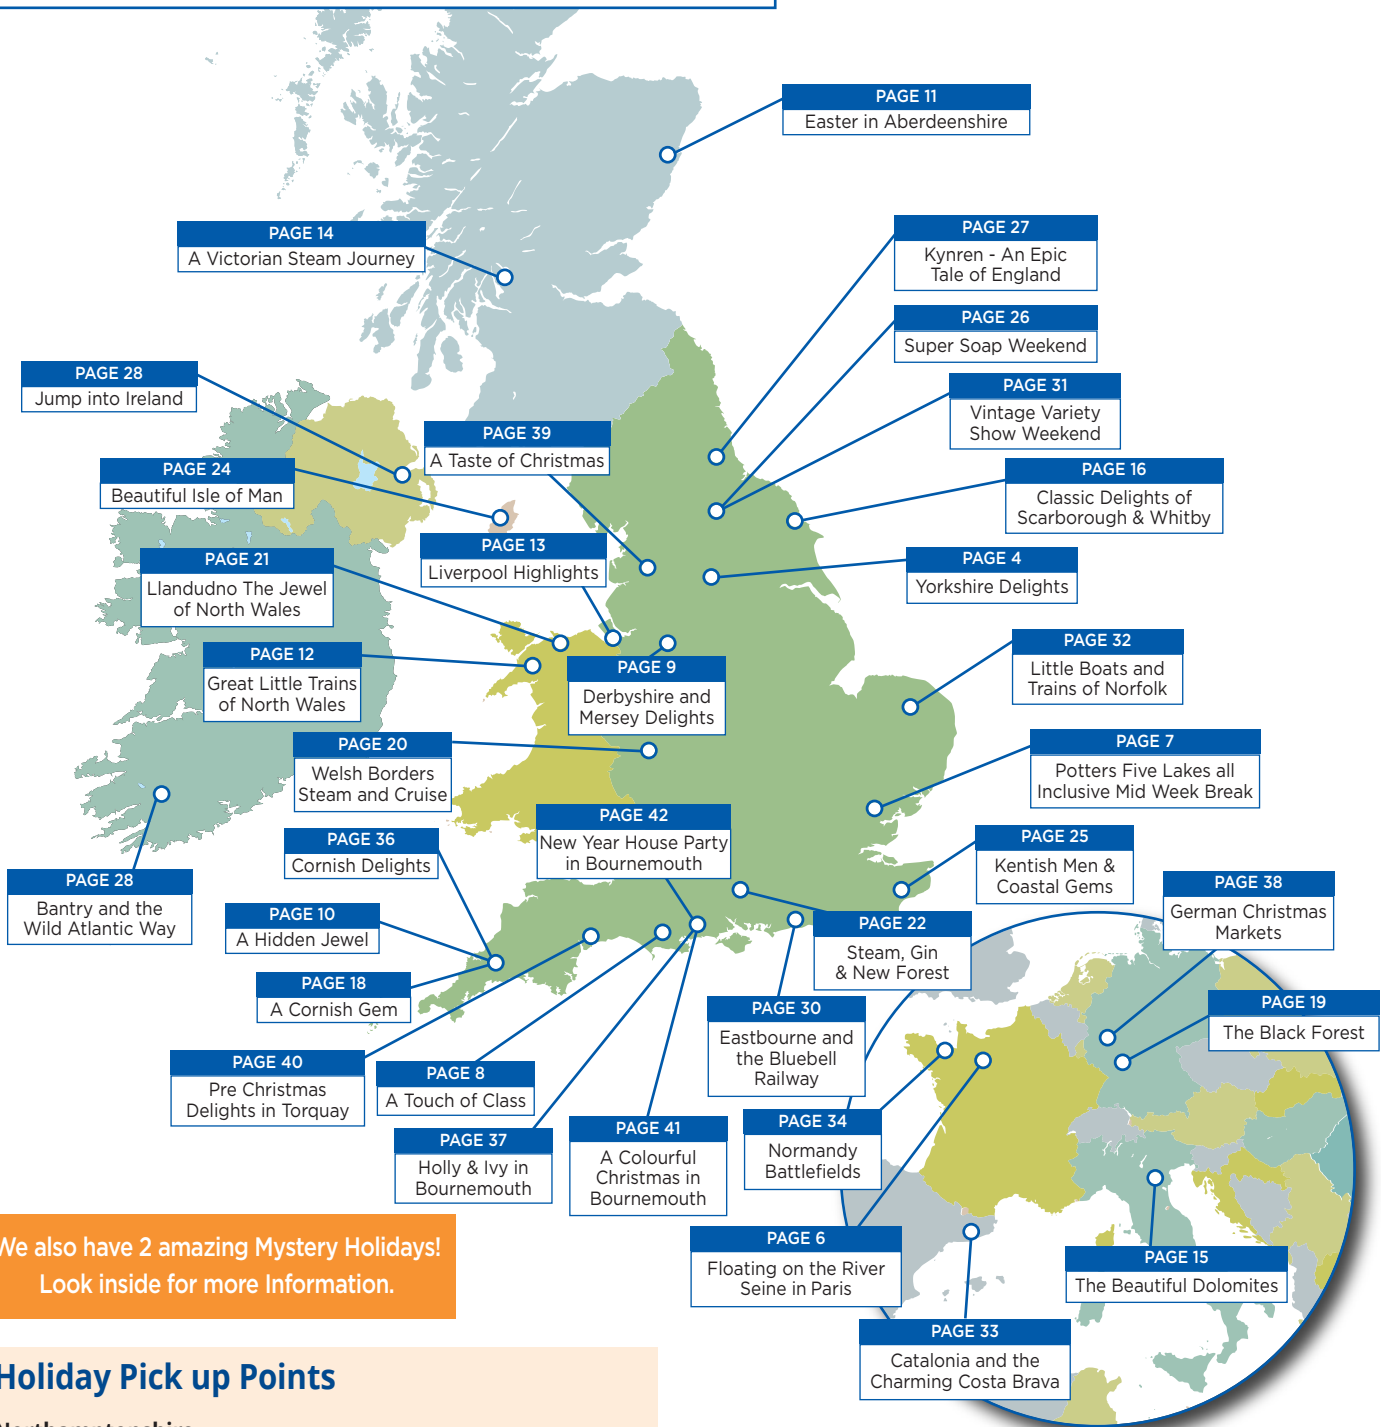 PAGE 11
Easter in Aberdeenshire
PAGE 14
A Victorian Steam Journey
PAGE 27
Kynren - An Epic
Tale of England
PAGE 26
Super Soap Weekend
PAGE 28
Jump into Ireland
PAGE 31
Vintage Variety
Show Weekend
PAGE 39
A Taste of Christmas
PAGE 24
Beautiful Isle of Man
PAGE 16
Classic Delights of
Scarborough & Whitby
PAGE 13
Liverpool Highlights
PAGE 21
Llandudno The Jewel
of North Wales
PAGE 4
Yorkshire Delights
PAGE 12
Great Little Trains
of North Wales
PAGE 9
Derbyshire and
Mersey Delights
PAGE 32
Little Boats and
Trains of Norfolk
PAGE 20
Welsh Borders
Steam and Cruise
PAGE 7
Potters Five Lakes all
Inclusive Mid Week Break
PAGE 42
New Year House Party
in Bournemouth
PAGE 36
Cornish Delights
PAGE 25
Kentish Men &
Coastal Gems
PAGE 28
Bantry and the
Wild Atlantic Way
PAGE 38
German Christmas
Markets
PAGE 10
A Hidden Jewel
PAGE 22
Steam, Gin
& New Forest
PAGE 18
A Cornish Gem
PAGE 30
Eastbourne and
the Bluebell
Railway
PAGE 19
The Black Forest
PAGE 40
Pre Christmas
Delights in Torquay
PAGE 8
A Touch of Class
PAGE 34
Normandy
Battlefields
PAGE 37
Holly & Ivy in
Bournemouth
PAGE 41
A Colourful
Christmas in
Bournemouth
PAGE 6
Floating on the River
Seine in Paris
PAGE 15
The Beautiful Dolomites
PAGE 33
Catalonia and the
Charming Costa Brava
We also have 2 amazing Mystery Holidays!
Look inside for more Information.
Holiday Pick up Points
Northamptonshire